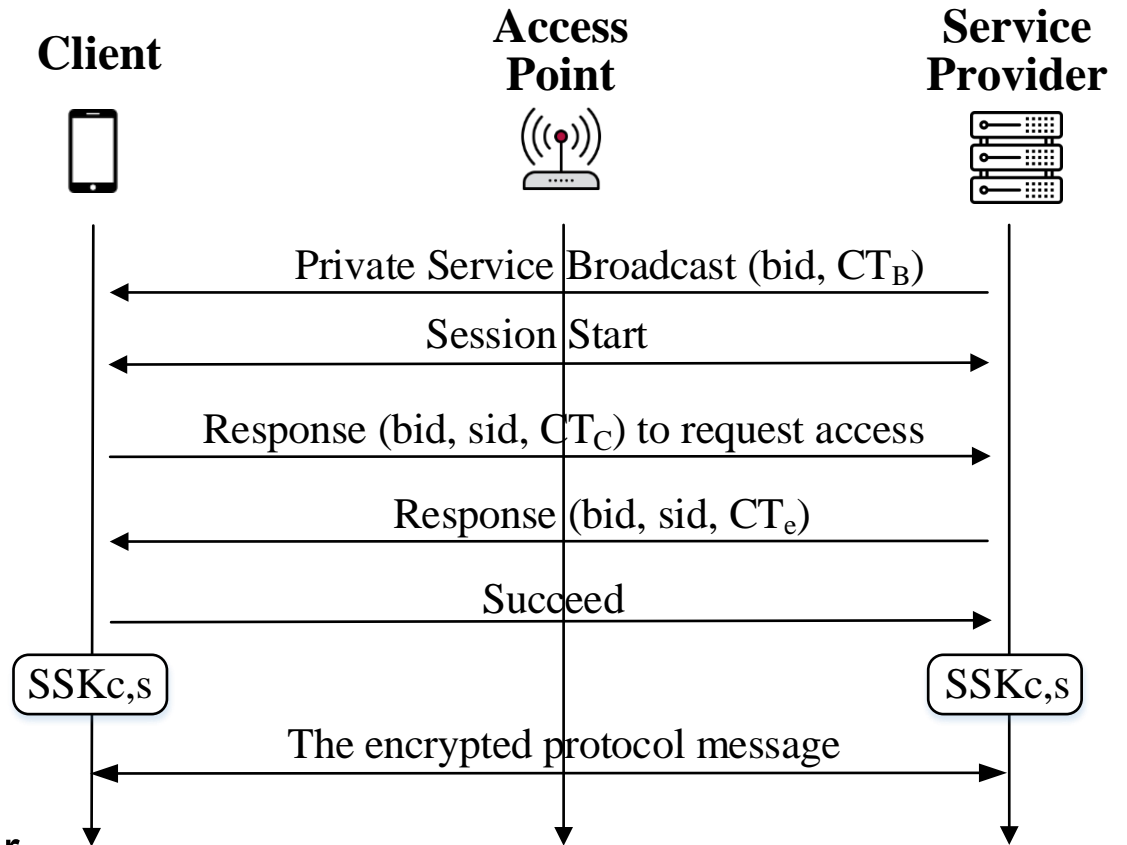 Client
Access
Point
Service
Provider
Private Service Broadcast (bid, CT_B)
Session Start
Response (bid, sid, CT_C) to request access
Response (bid, sid, CT_e)
Succeed
SSKc,s
SSKc,s
The encrypted protocol message